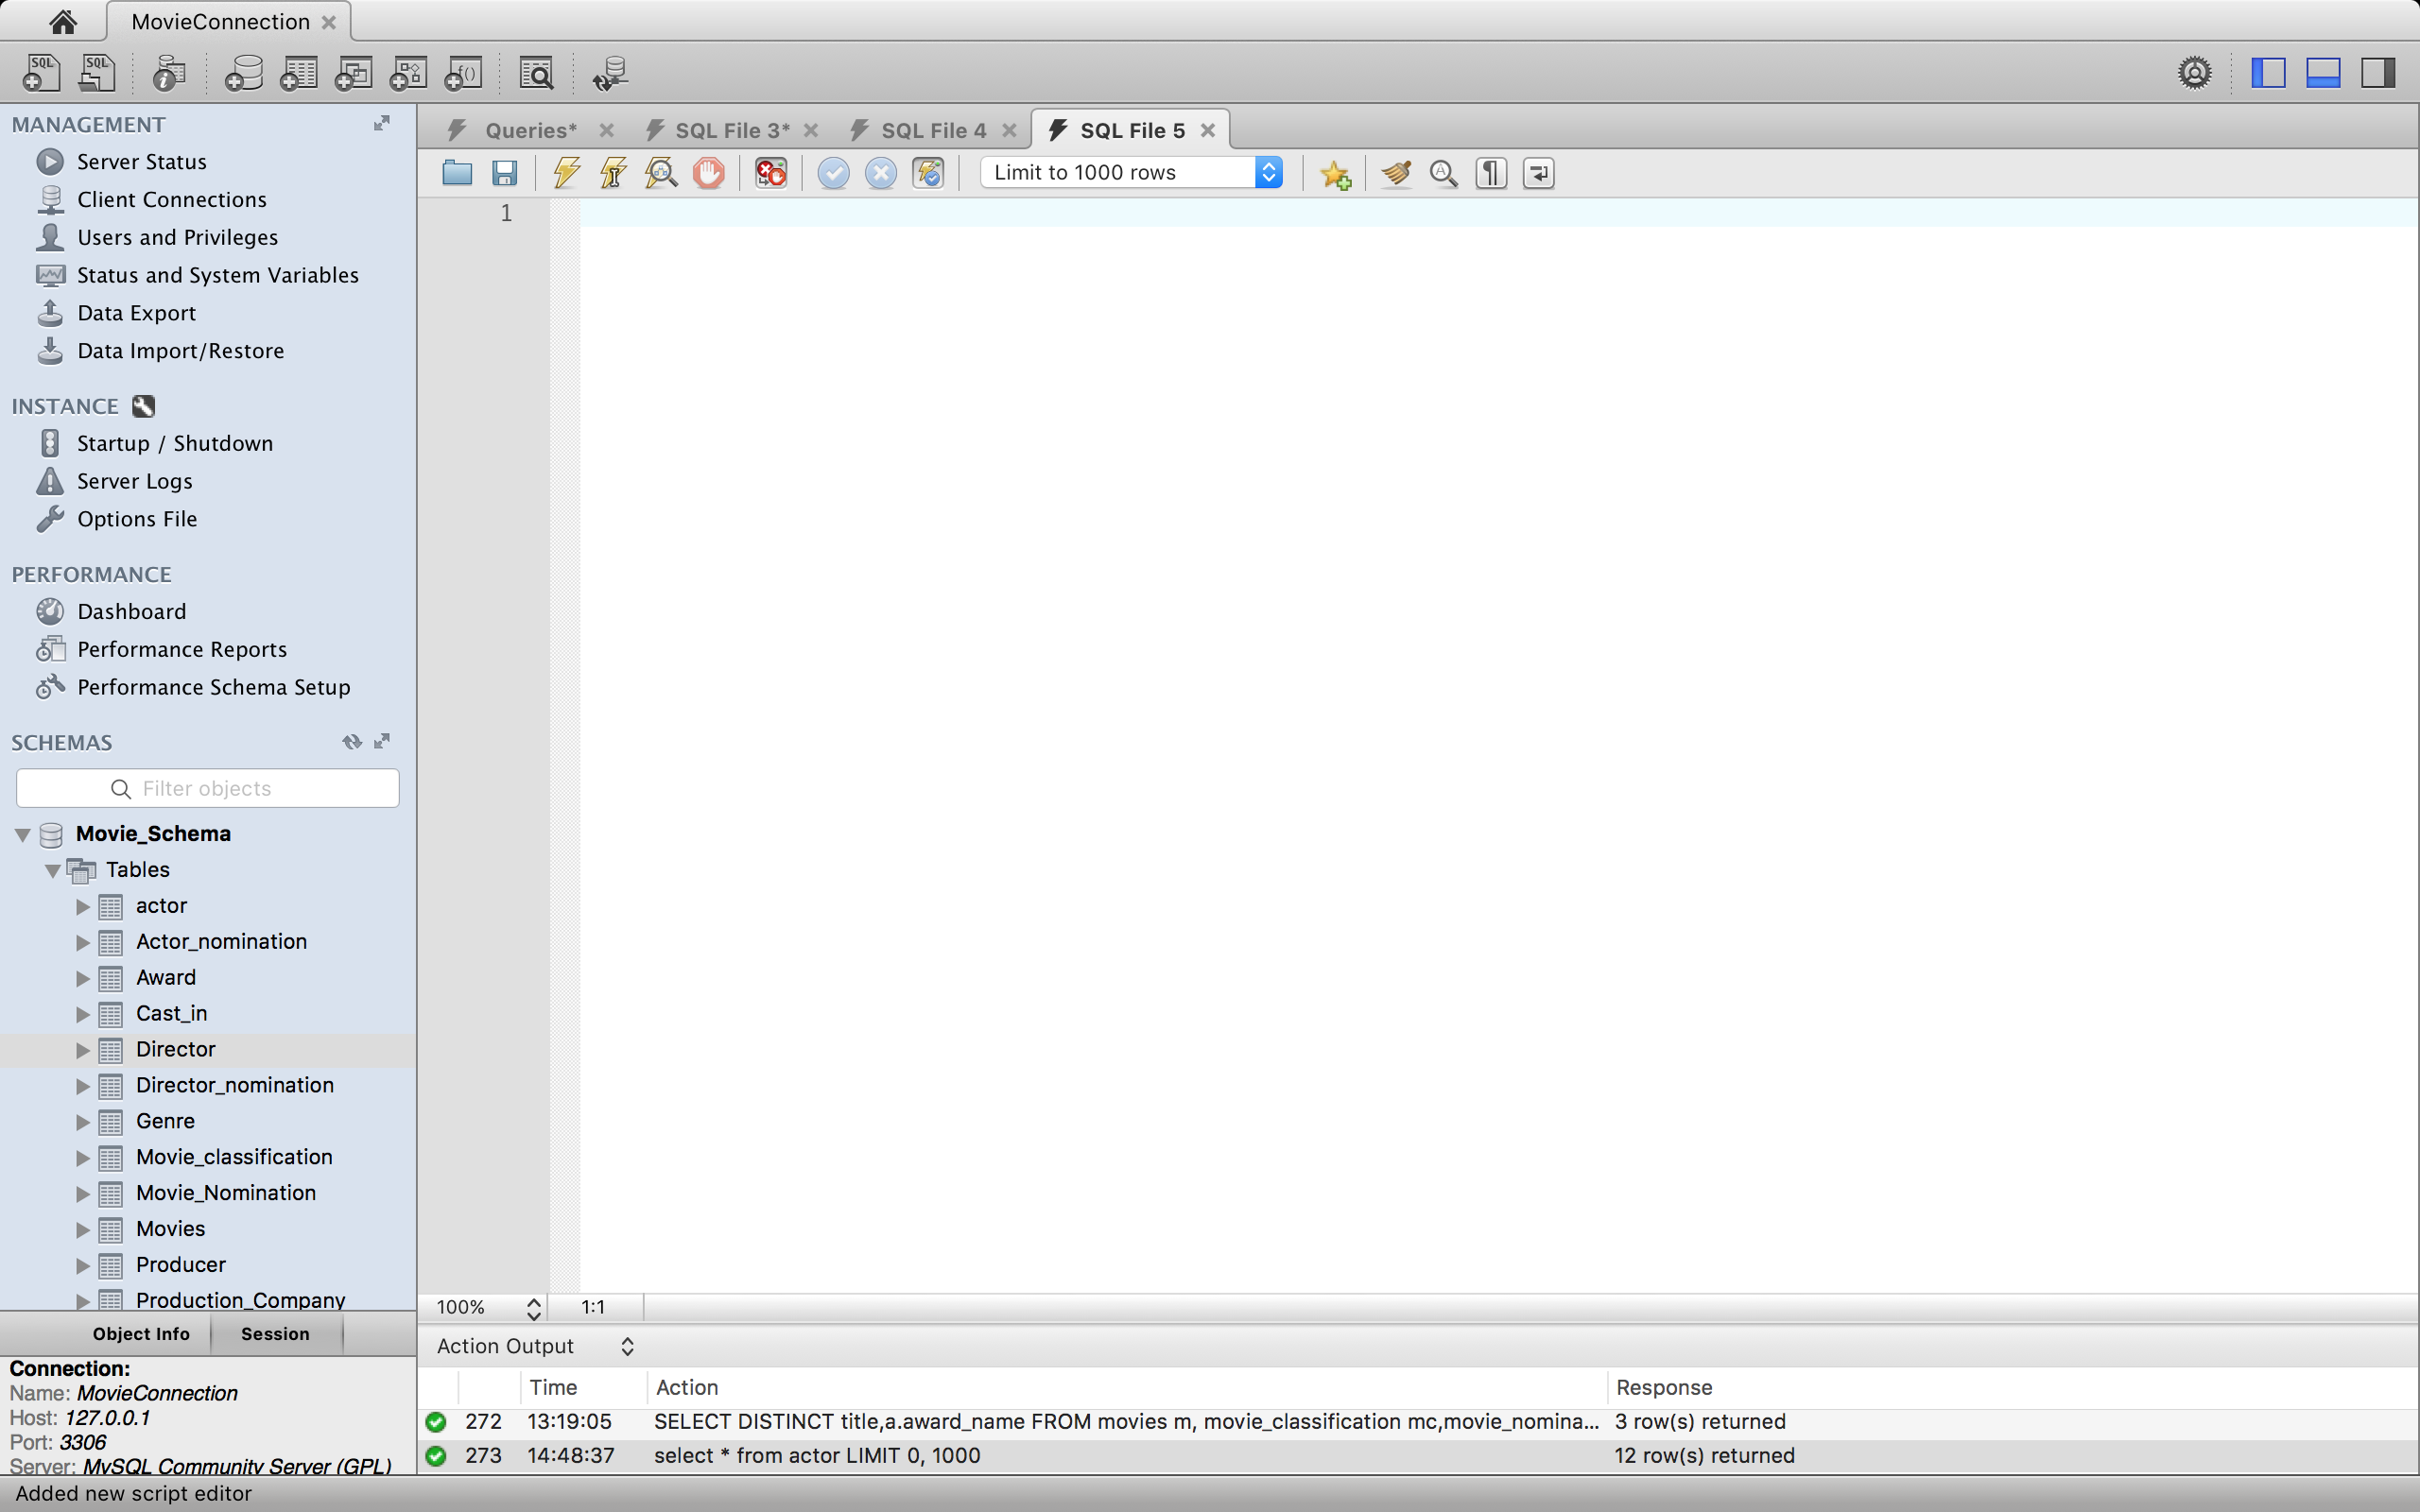 MovieConnection
SQL SQL
MANAGEMENT
Queries* SQL File 3* SQL File 4 SQL File 5
Server Status
Limit to 1000 rows
Client Connections
1
Users and Privileges
Status and System Variables
Data Export
Data Import/Restore
INSTANCE
Startup / Shutdown
Server Logs
Options File
PERFORMANCE
Dashboard
Performance Reports
Performance Schema Setup
SCHEMAS
Filter objects
Movie_Schema
Tables
actor
Actor_nomination
Award
Cast_in
Director
Director_nomination
Genre
Movie_classification
Movie_Nomination
Movies
Producer
Production_Company
100% 1:1
Object Info Session
Action Output
Connection:
Name: MovieConnection
Host: 127.0.0.1
Port: 3306
Server: MySQL Community Server (GPL)
Time Action Response
272 13:19:05 SELECT DISTINCT title,a.award_name FROM movies m, movie_classification mc,movie_nomina... 3 row(s) returned
273 14:48:37 select * from actor LIMIT 0, 1000 12 row(s) returned
Added new script editor